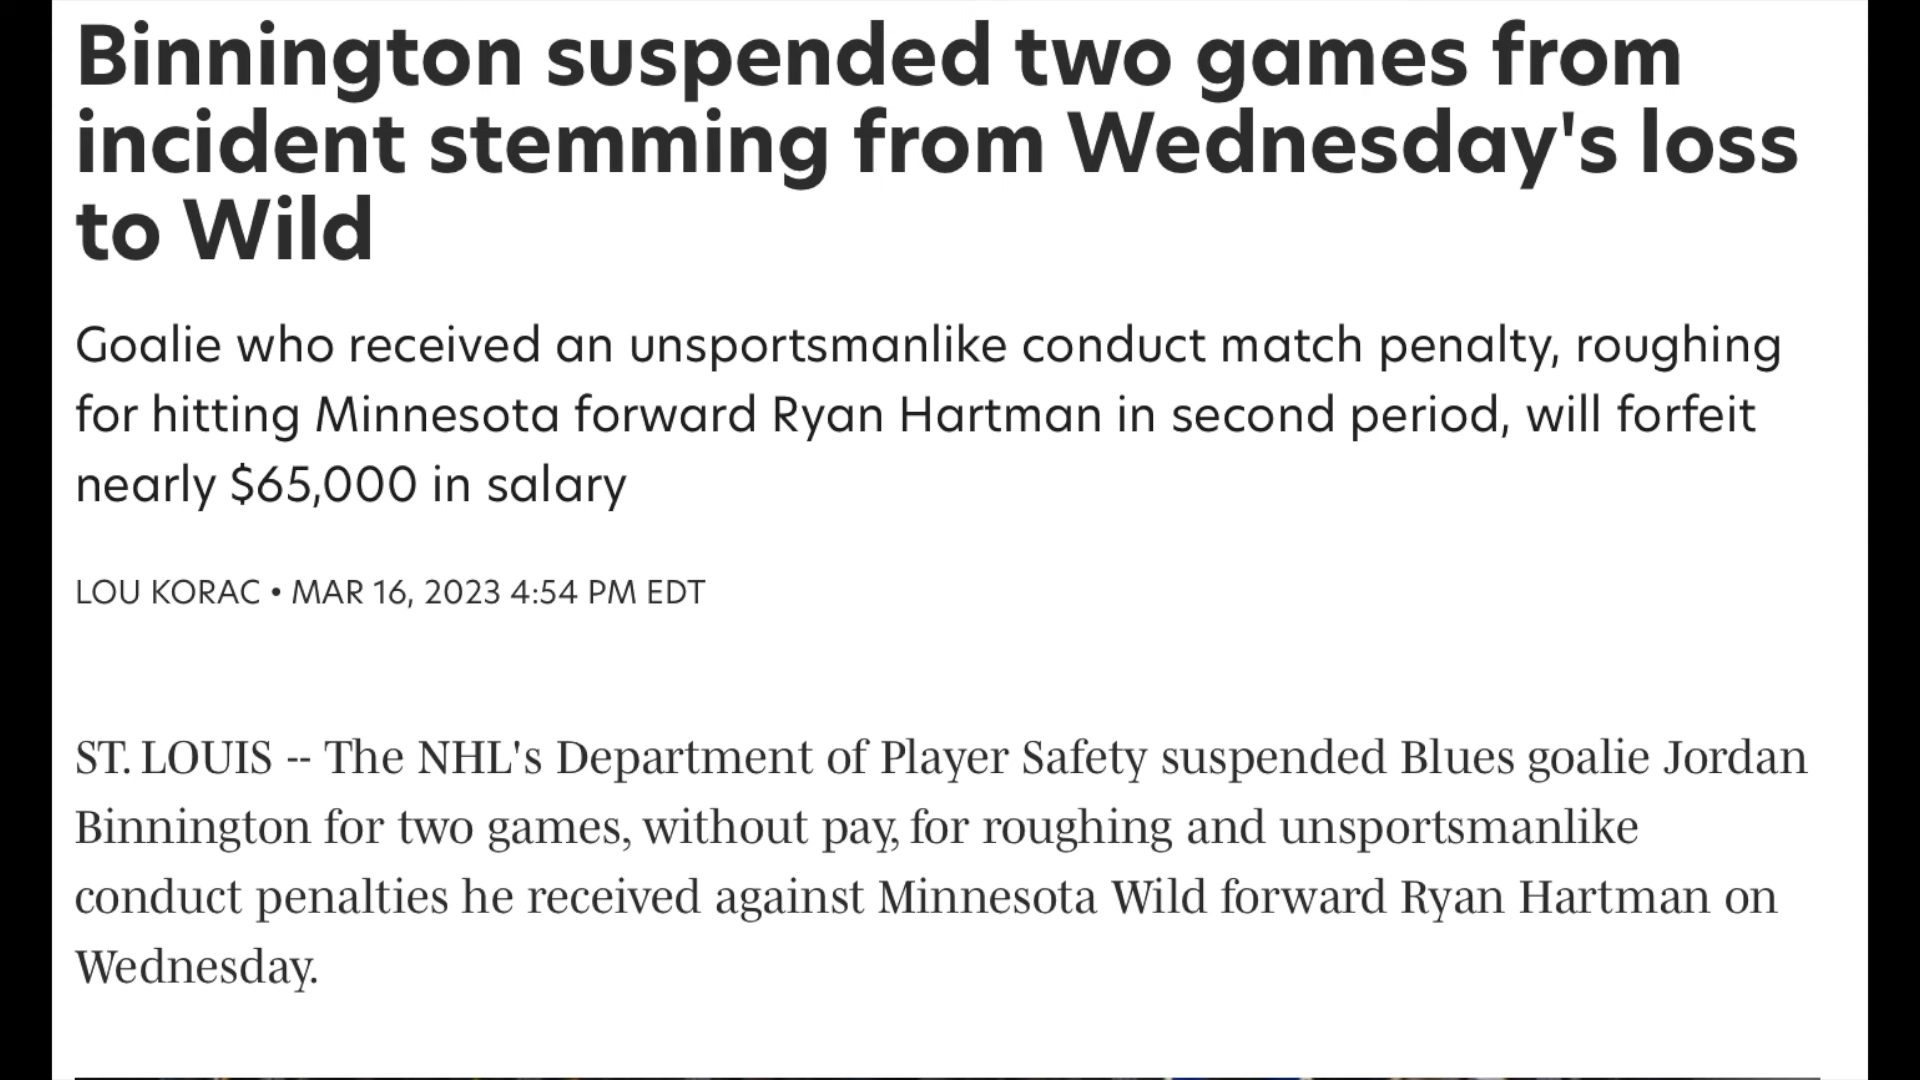 Binnington suspended two games from
incident stemming from Wednesday's loss
to Wild
Goalie who received an unsportsmanlike conduct match penalty, roughing
for hitting Minnesota forward Ryan Hartman in second period, will forfeit
nearly $65,000 in salary
LOU KORAC • MAR 16, 2023 4:54 PM EDT
ST. LOUIS -- The NHL's Department of Player Safety suspended Blues goalie Jordan
Binnington for two games, without pay, for roughing and unsportsmanlike
conduct penalties he received against Minnesota Wild forward Ryan Hartman on
Wednesday.